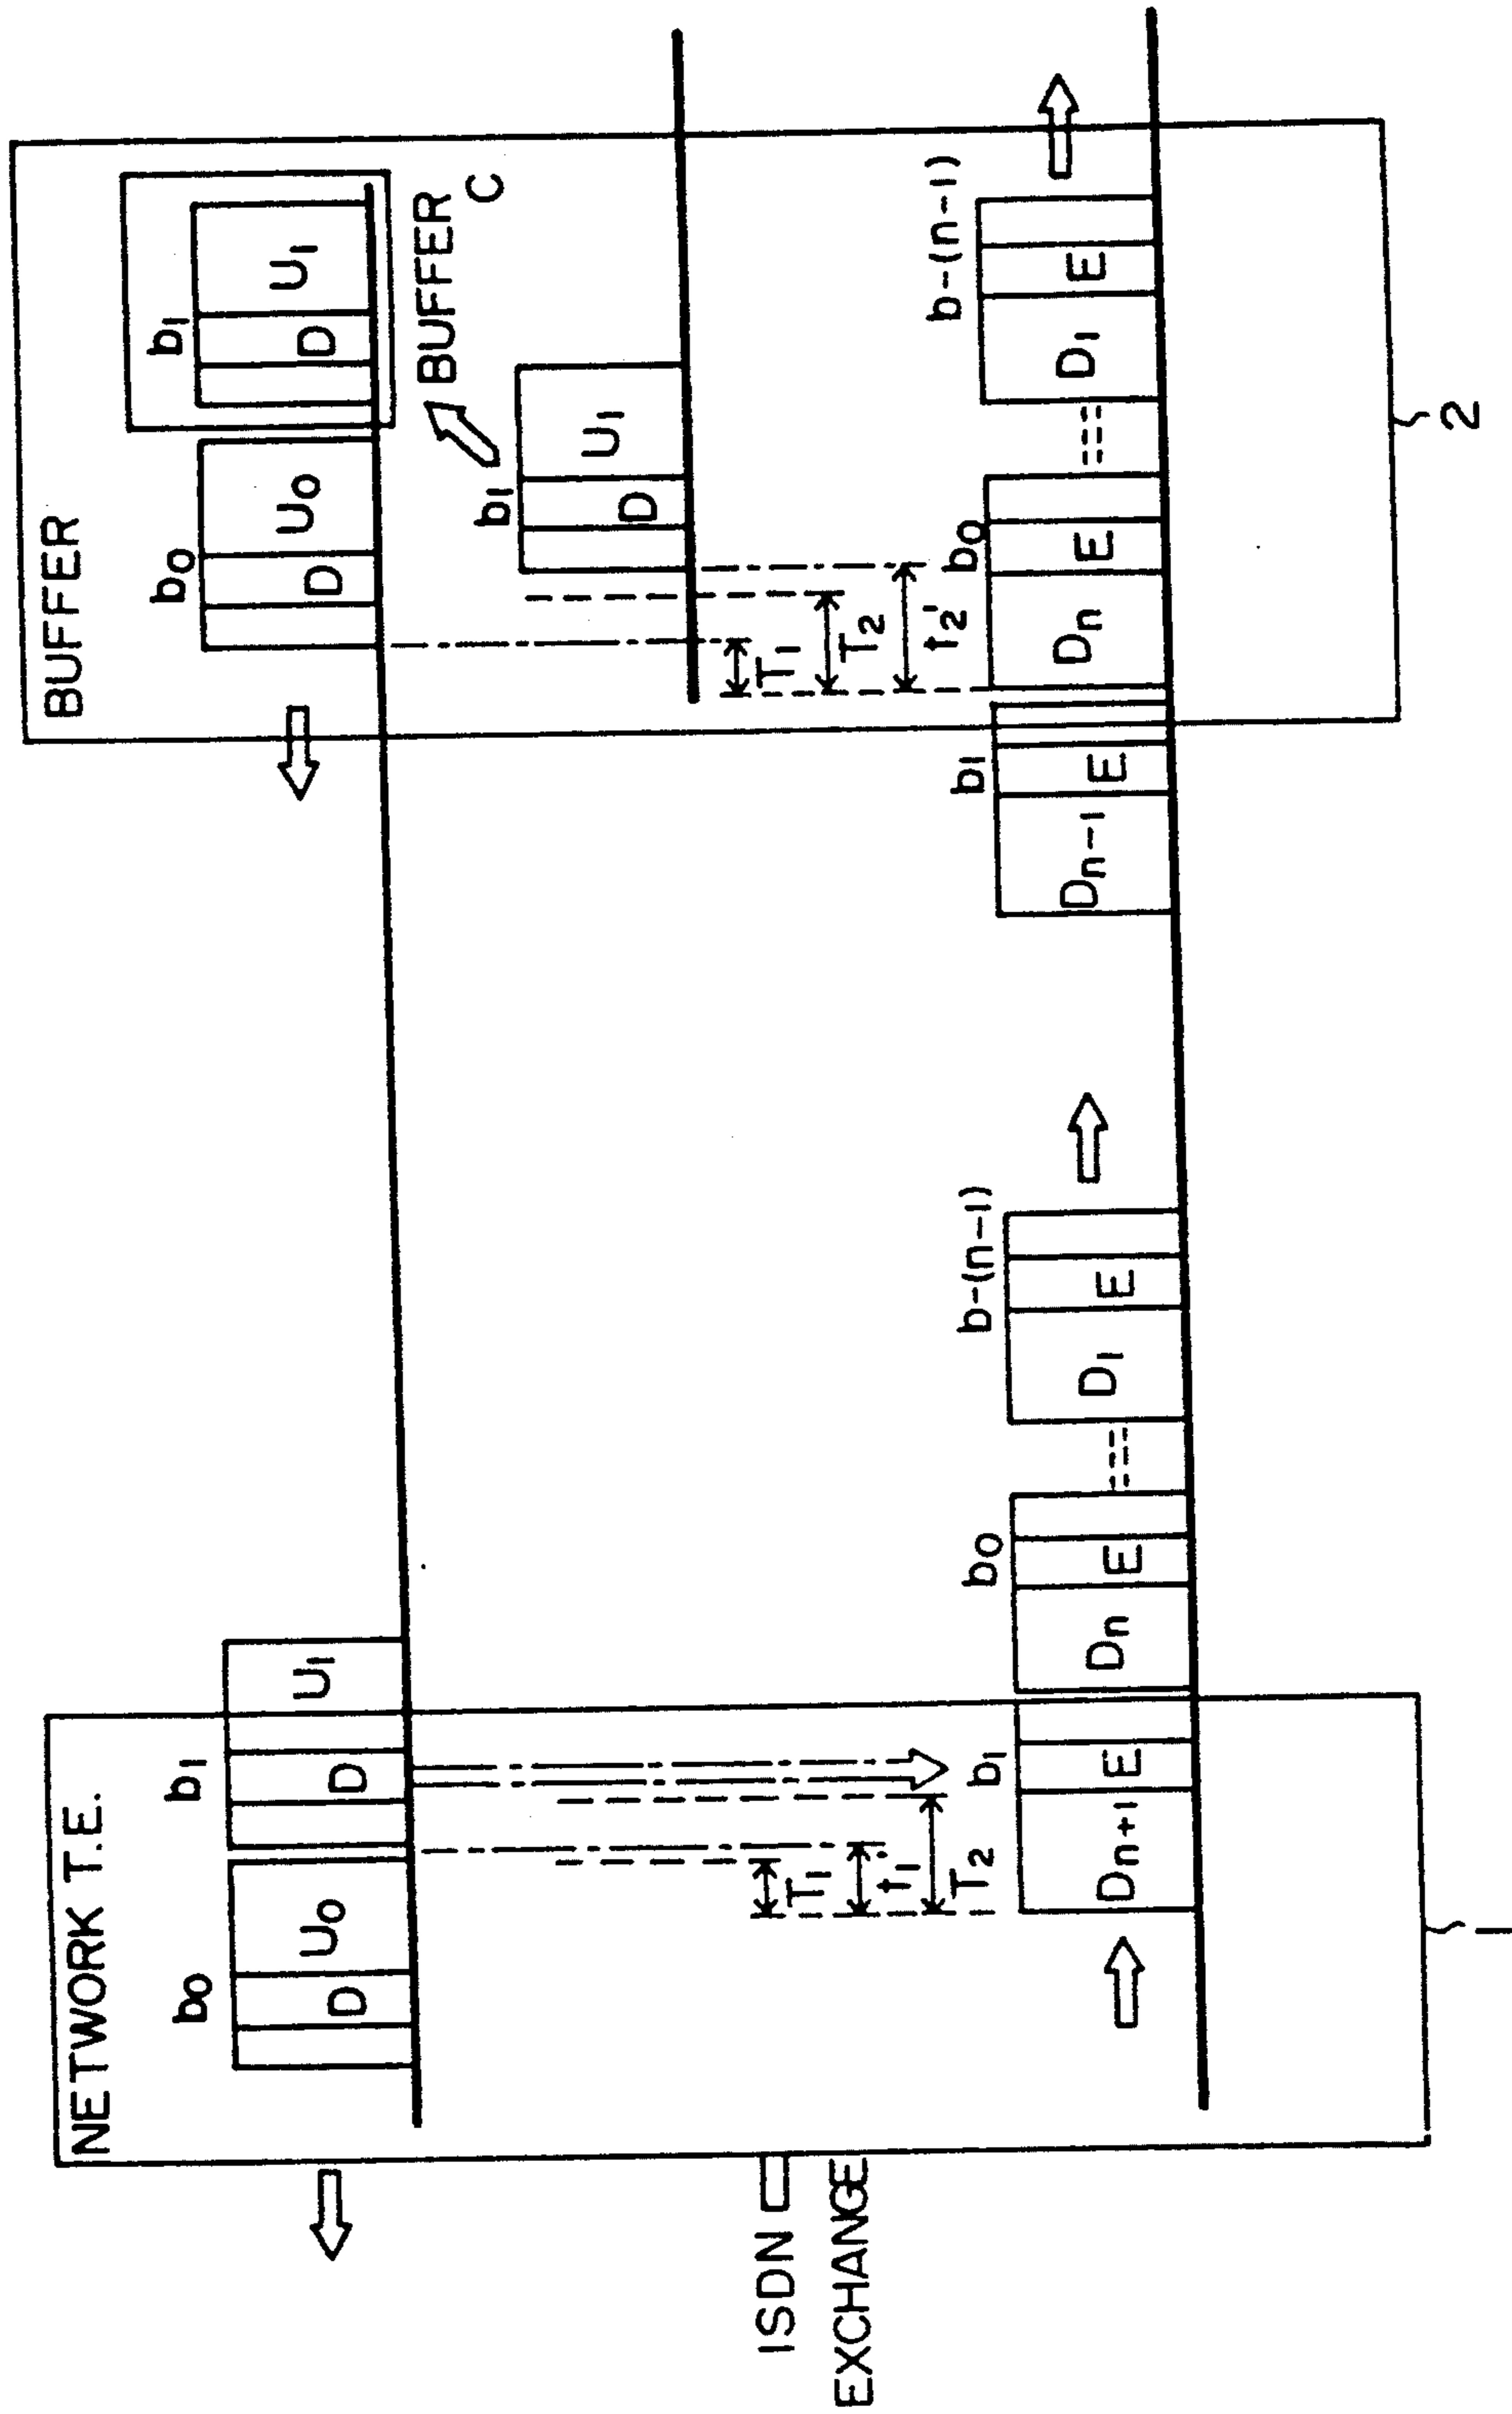 NETWORK T.E.
BUFFER
b0
b1
b0
b1
D
U0
D
U1
D
U0
D
U1
BUFFER C
b1
D
U1
T1
t1'
T2
T1
T2
t2'
ISDN
EXCHANGE
b1
b0
b-(n-1)
b1
b0
b-(n-1)
Dn+1
E
Dn
E
D1
E
Dn-1
E
Dn
E
D1
E
1
2